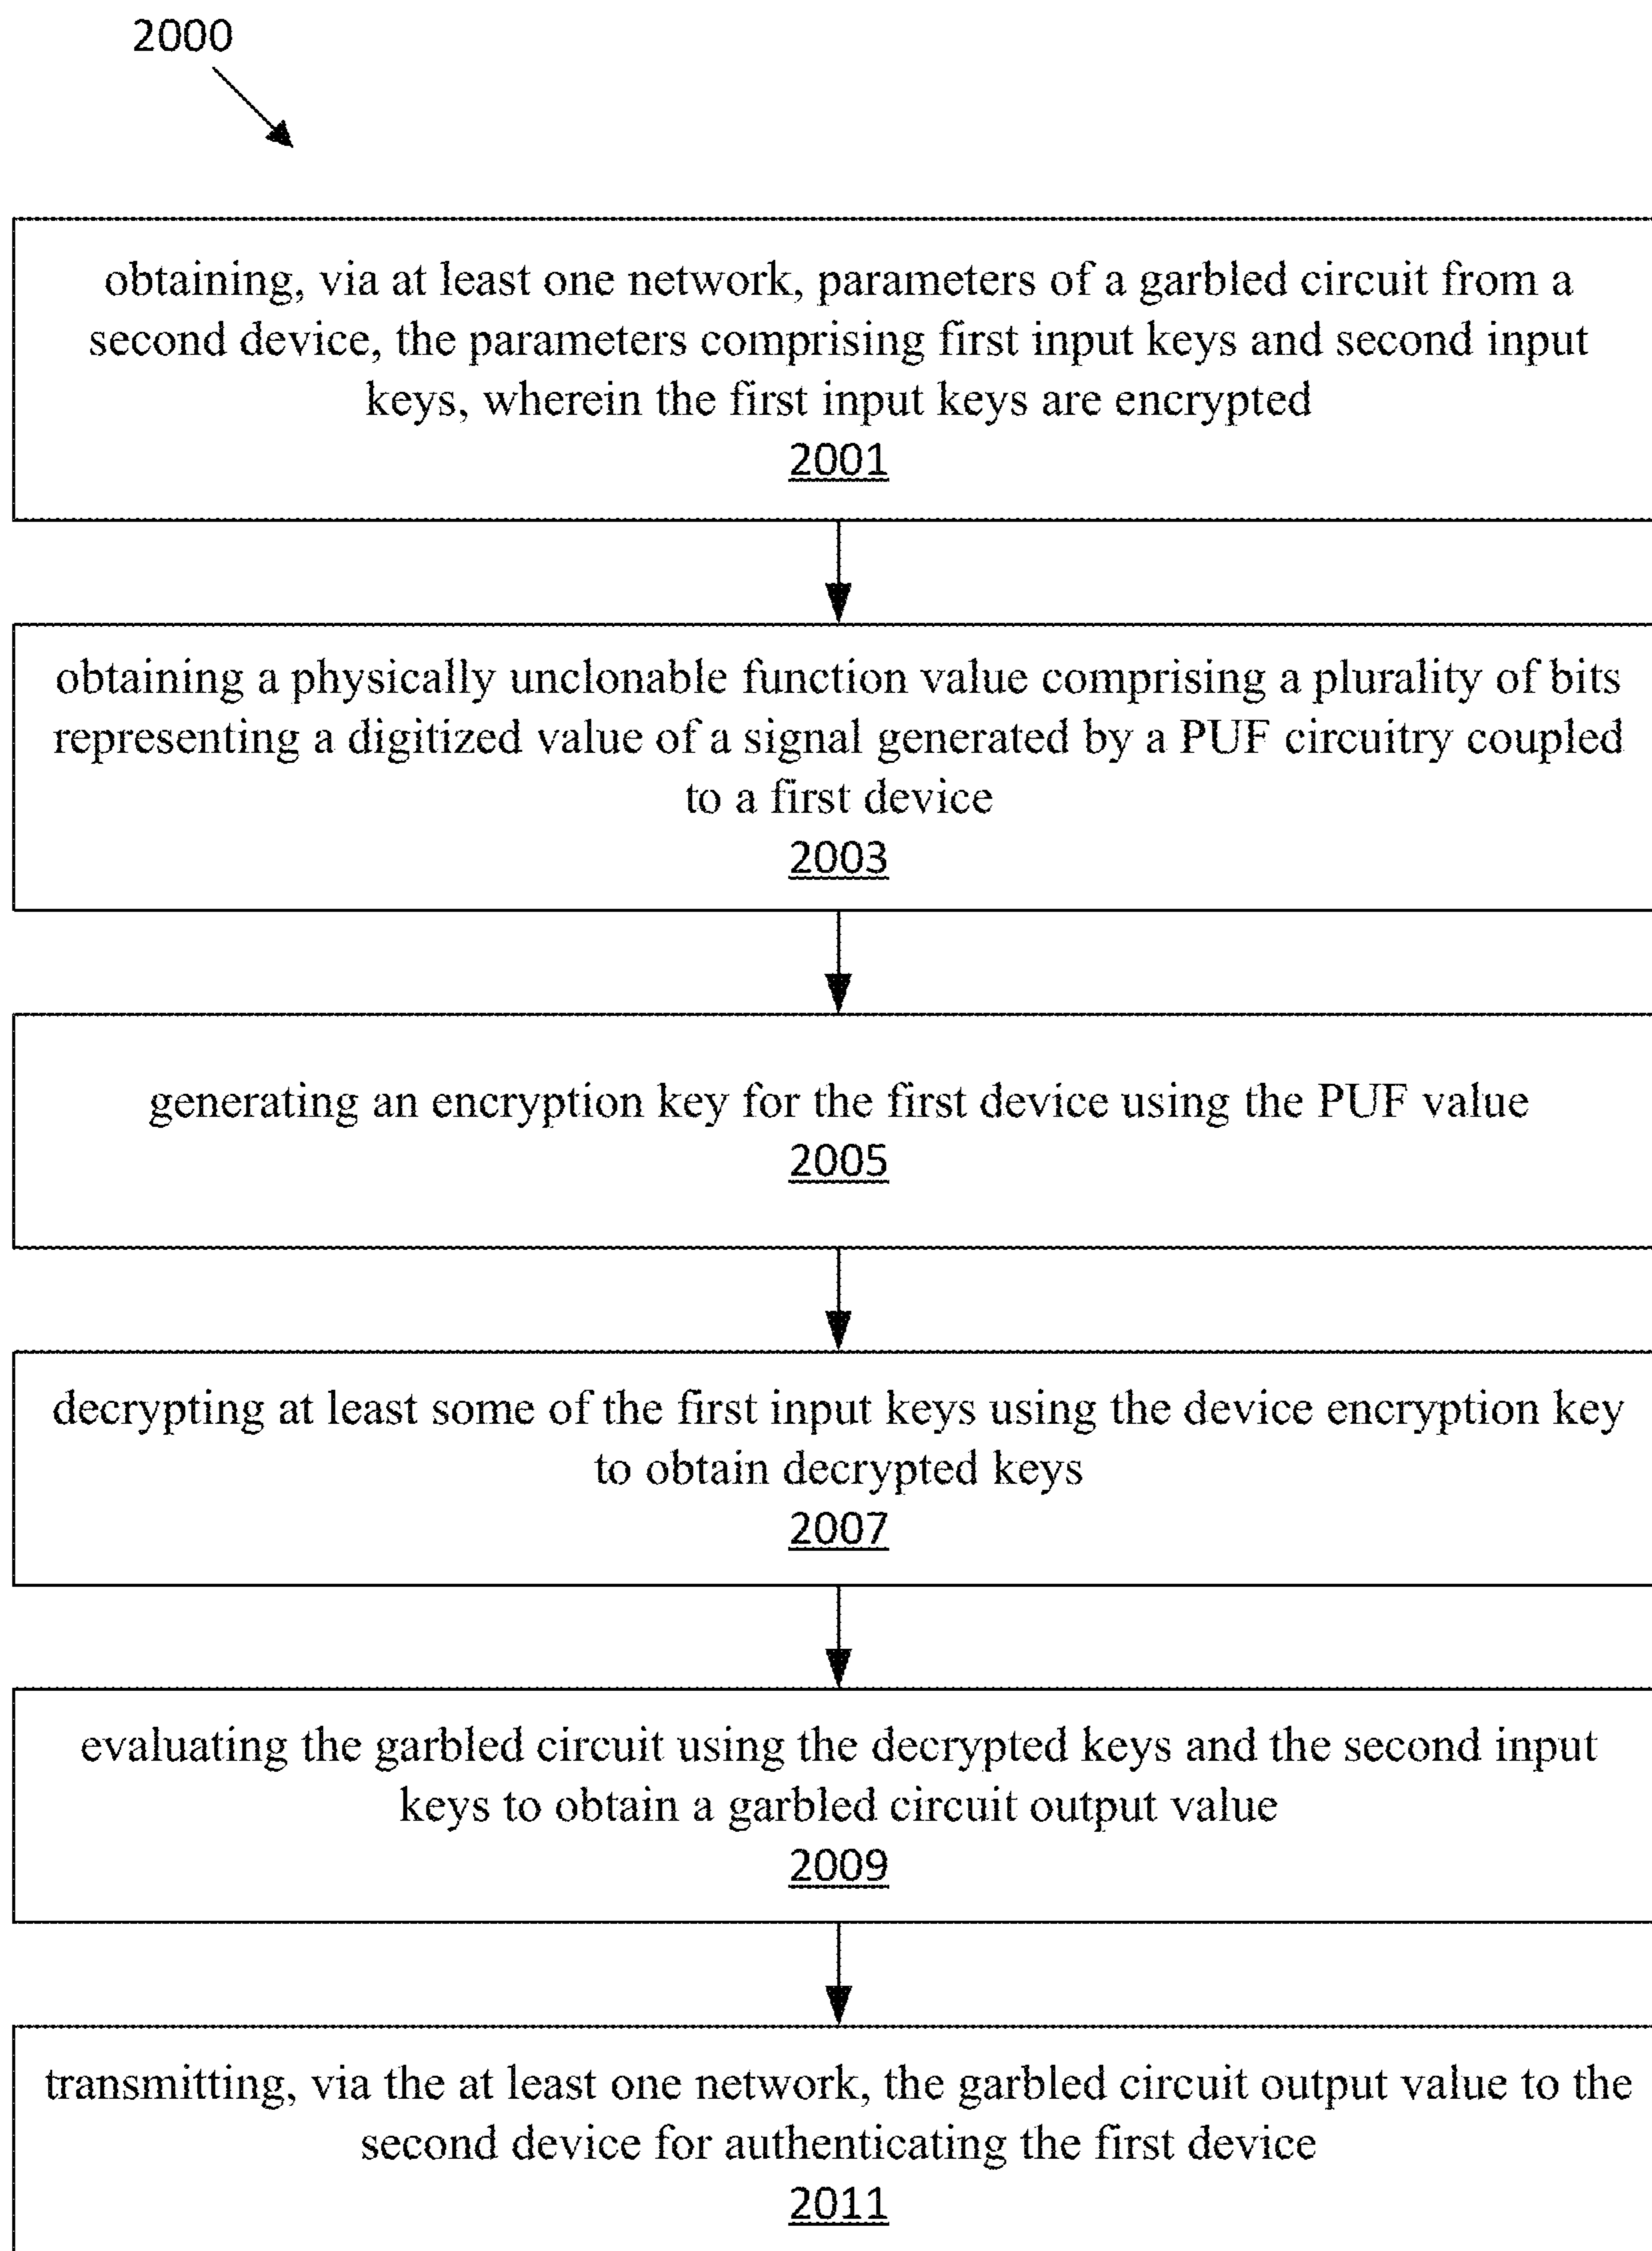 2000
obtaining, via at least one network, parameters of a garbled circuit from a
second device, the parameters comprising first input keys and second input
keys, wherein the first input keys are encrypted
2001
obtaining a physically unclonable function value comprising a plurality of bits
representing a digitized value of a signal generated by a PUF circuitry coupled
to a first device
2003
generating an encryption key for the first device using the PUF value
2005
decrypting at least some of the first input keys using the device encryption key
to obtain decrypted keys
2007
evaluating the garbled circuit using the decrypted keys and the second input
keys to obtain a garbled circuit output value
2009
transmitting, via the at least one network, the garbled circuit output value to the
second device for authenticating the first device
2011